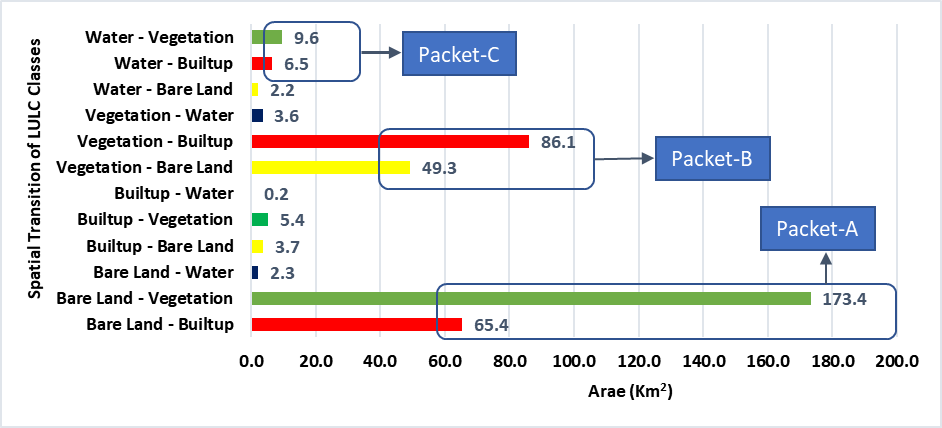 Spatial Transition of LULC Classes
Water - Vegetation 9.6
Water - Builtup 6.5
Packet-C
Water - Bare Land 2.2
Vegetation - Water 3.6
Vegetation - Builtup 86.1
Packet-B
Vegetation - Bare Land 49.3
Builtup - Water 0.2
Builtup - Vegetation 5.4
Packet-A
Builtup - Bare Land 3.7
Bare Land - Water 2.3
Bare Land - Vegetation 173.4
Bare Land - Builtup 65.4
0.0 20.0 40.0 60.0 80.0 100.0 120.0 140.0 160.0 180.0 200.0
Arae (Km²)